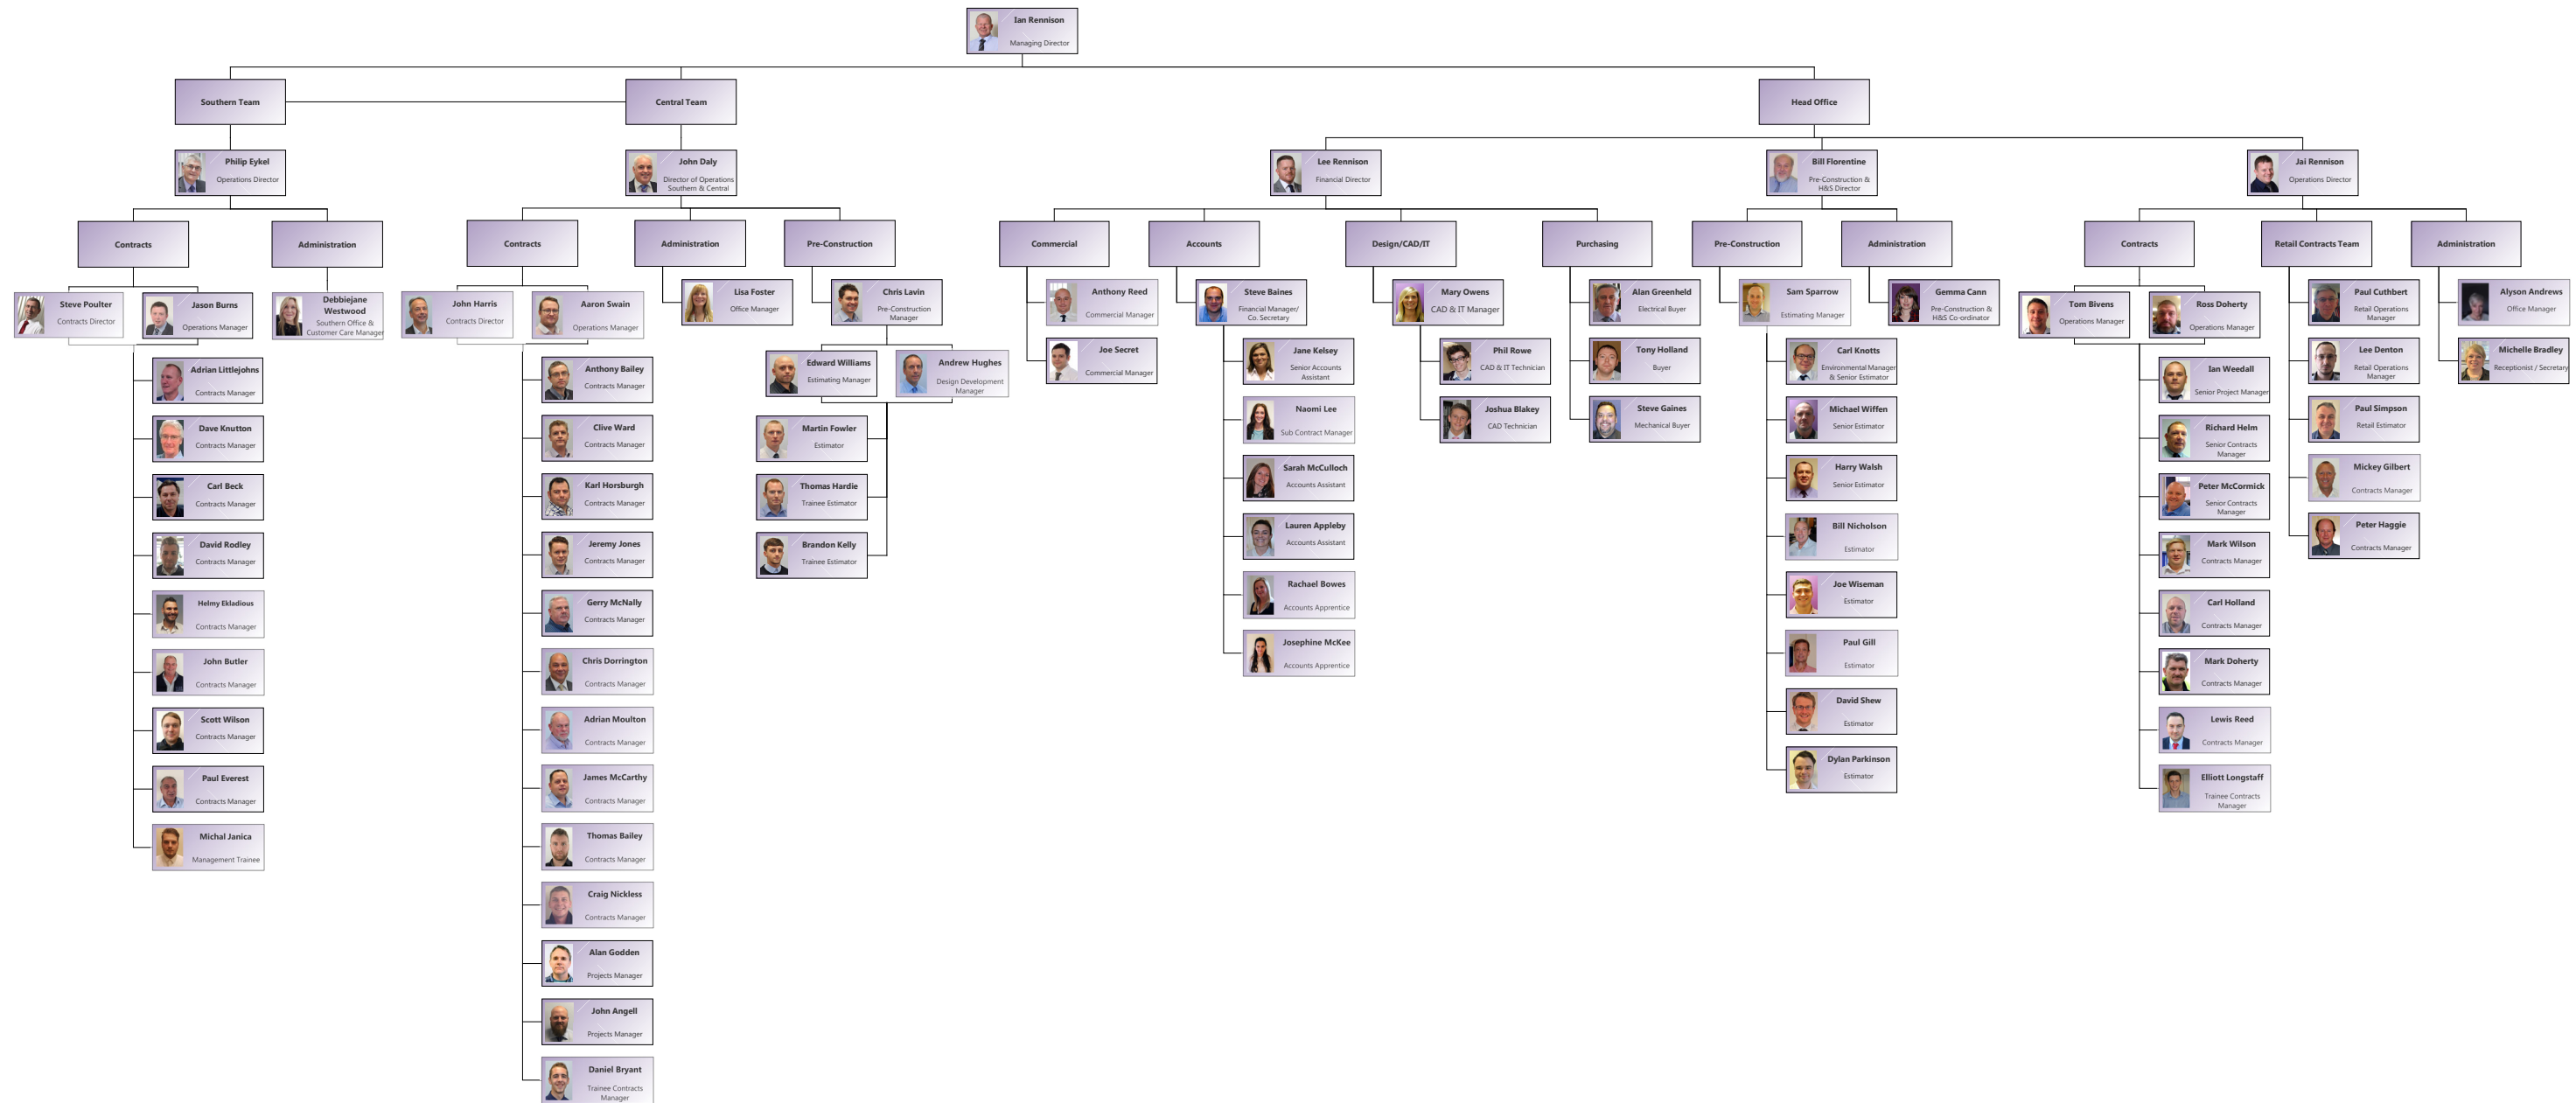 Ian Rennison
Managing Director
Southern Team
Central Team
Head Office
Philip Eykel
Operations Director
John Daly
Director of Operations
Southern & Central
Lee Rennison
Financial Director
Bill Florentine
Pre-Construction &
H&S Director
Jai Rennison
Operations Director
Contracts
Administration
Contracts
Administration
Pre-Construction
Commercial
Accounts
Design/CAD/IT
Purchasing
Pre-Construction
Administration
Contracts
Retail Contracts Team
Administration
Steve Poulter
Contracts Director
Jason Burns
Operations Manager
Adrian Littlejohns
Contracts Manager
Dave Knutton
Contracts Manager
Carl Beck
Contracts Manager
David Rodley
Contracts Manager
Helmy Ekladious
Contracts Manager
John Butler
Contracts Manager
Scott Wilson
Contracts Manager
Paul Everest
Contracts Manager
Michal Janica
Management Trainee
Debbiejane
Westwood
Southern Office &
Customer Care Manager
John Harris
Contracts Director
Aaron Swain
Operations Manager
Anthony Bailey
Contracts Manager
Clive Ward
Contracts Manager
Karl Horsburgh
Contracts Manager
Jeremy Jones
Contracts Manager
Gerry McNally
Contracts Manager
Chris Dorrington
Contracts Manager
Adrian Moulton
Contracts Manager
James McCarthy
Contracts Manager
Thomas Bailey
Contracts Manager
Craig Nickless
Contracts Manager
Alan Godden
Projects Manager
John Angell
Projects Manager
Daniel Bryant
Trainee Contracts
Manager
Lisa Foster
Office Manager
Chris Lavin
Pre-Construction
Manager
Edward Williams
Estimating Manager
Andrew Hughes
Design Development
Manager
Martin Fowler
Estimator
Thomas Hardie
Trainee Estimator
Brandon Kelly
Trainee Estimator
Anthony Reed
Commercial Manager
Joe Secret
Commercial Manager
Steve Baines
Financial Manager/
Co. Secretary
Jane Kelsey
Senior Accounts
Assistant
Naomi Lee
Sub Contract Manager
Sarah McCulloch
Accounts Assistant
Lauren Appleby
Accounts Assistant
Rachael Bowes
Accounts Apprentice
Josephine McKee
Accounts Apprentice
Mary Owens
CAD & IT Manager
Phil Rowe
CAD & IT Technician
Joshua Blakey
CAD Technician
Alan Greenheld
Electrical Buyer
Tony Holland
Buyer
Steve Gaines
Mechanical Buyer
Sam Sparrow
Estimating Manager
Carl Knotts
Environmental Manager
& Senior Estimator
Michael Wiffen
Senior Estimator
Harry Walsh
Senior Estimator
Bill Nicholson
Estimator
Joe Wiseman
Estimator
Paul Gill
Estimator
David Shew
Estimator
Dylan Parkinson
Estimator
Gemma Cann
Pre-Construction &
H&S Co-ordinator
Tom Bivens
Operations Manager
Ross Doherty
Operations Manager
Ian Weedall
Senior Project Manager
Richard Helm
Senior Contracts
Manager
Peter McCormick
Senior Contracts
Manager
Mark Wilson
Contracts Manager
Carl Holland
Contracts Manager
Mark Doherty
Contracts Manager
Lewis Reed
Contracts Manager
Elliott Longstaff
Trainee Contracts
Manager
Paul Cuthbert
Retail Operations
Manager
Lee Denton
Retail Operations
Manager
Paul Simpson
Retail Estimator
Mickey Gilbert
Contracts Manager
Peter Haggie
Contracts Manager
Alyson Andrews
Office Manager
Michelle Bradley
Receptionist / Secretary